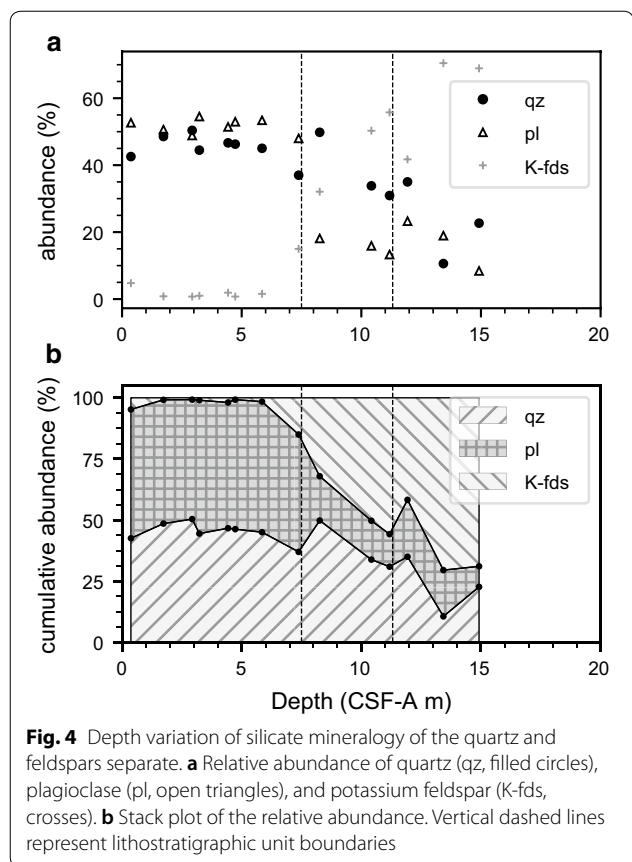 a
abundance (%)
60
40
20
0
qz
pl
K-fds
0 5 10 15 20
b
cumulative abundance (%)
100
75
50
25
0
qz
pl
K-fds
0 5 10 15 20
Depth (CSF-A m)
Fig. 4 Depth variation of silicate mineralogy of the quartz and
feldspars separate. a Relative abundance of quartz (qz, filled circles),
plagioclase (pl, open triangles), and potassium feldspar (K-fds,
crosses). b Stack plot of the relative abundance. Vertical dashed lines
represent lithostratigraphic unit boundaries